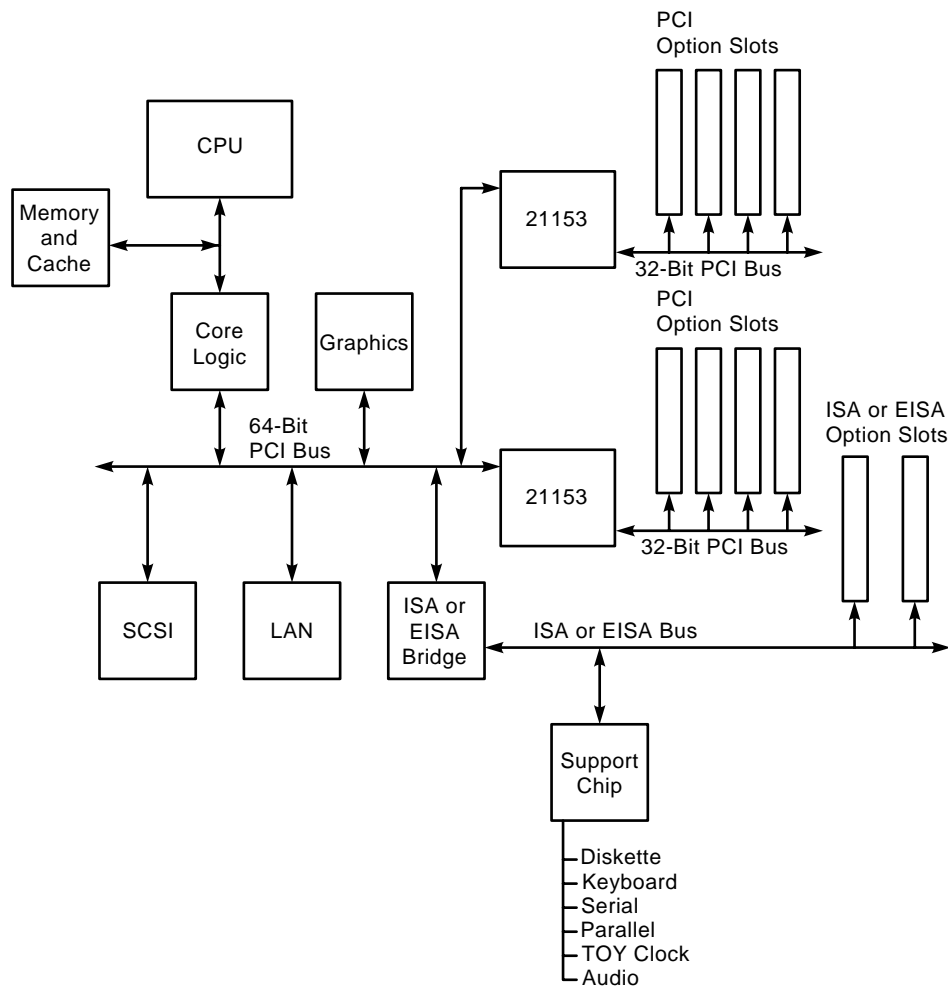 PCI
Option Slots
CPU
Memory
and
Cache
21153
32-Bit PCI Bus
PCI
Option Slots
Core
Logic
Graphics
64-Bit
PCI Bus
ISA or EISA
Option Slots
21153
32-Bit PCI Bus
SCSI
LAN
ISA or
EISA
Bridge
ISA or EISA Bus
Support
Chip
Diskette
Keyboard
Serial
Parallel
TOY Clock
Audio